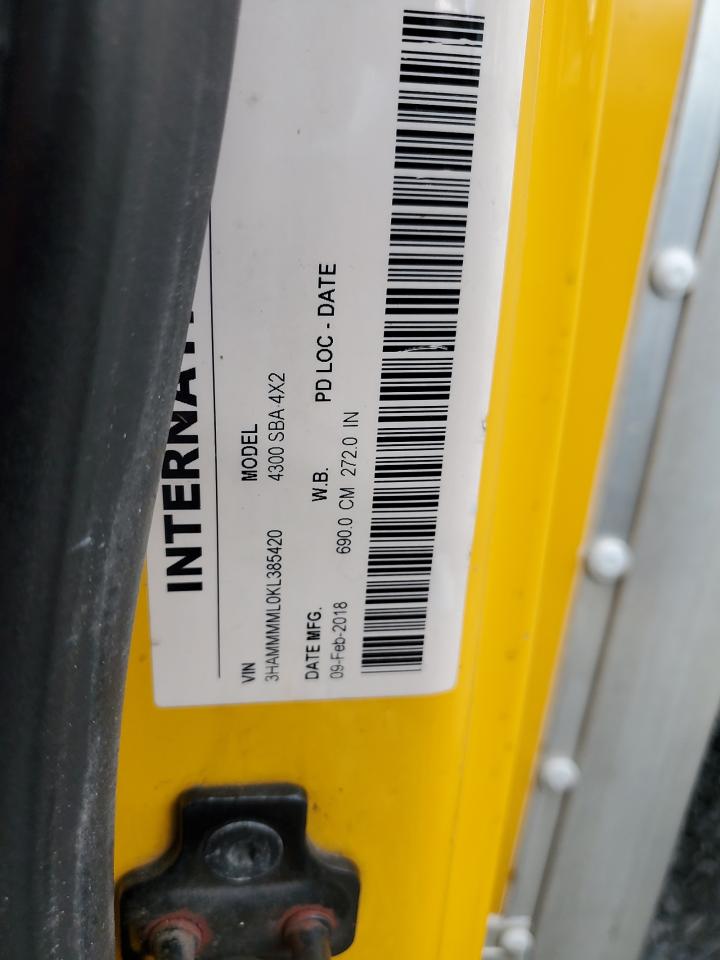 INTERNAT
VIN MODEL
3HAMMMML0KL385420 4300 SBA 4X2
DATE MFG. W.B. PD LOC - DATE
09-Feb-2018 690.0 CM 272.0 IN